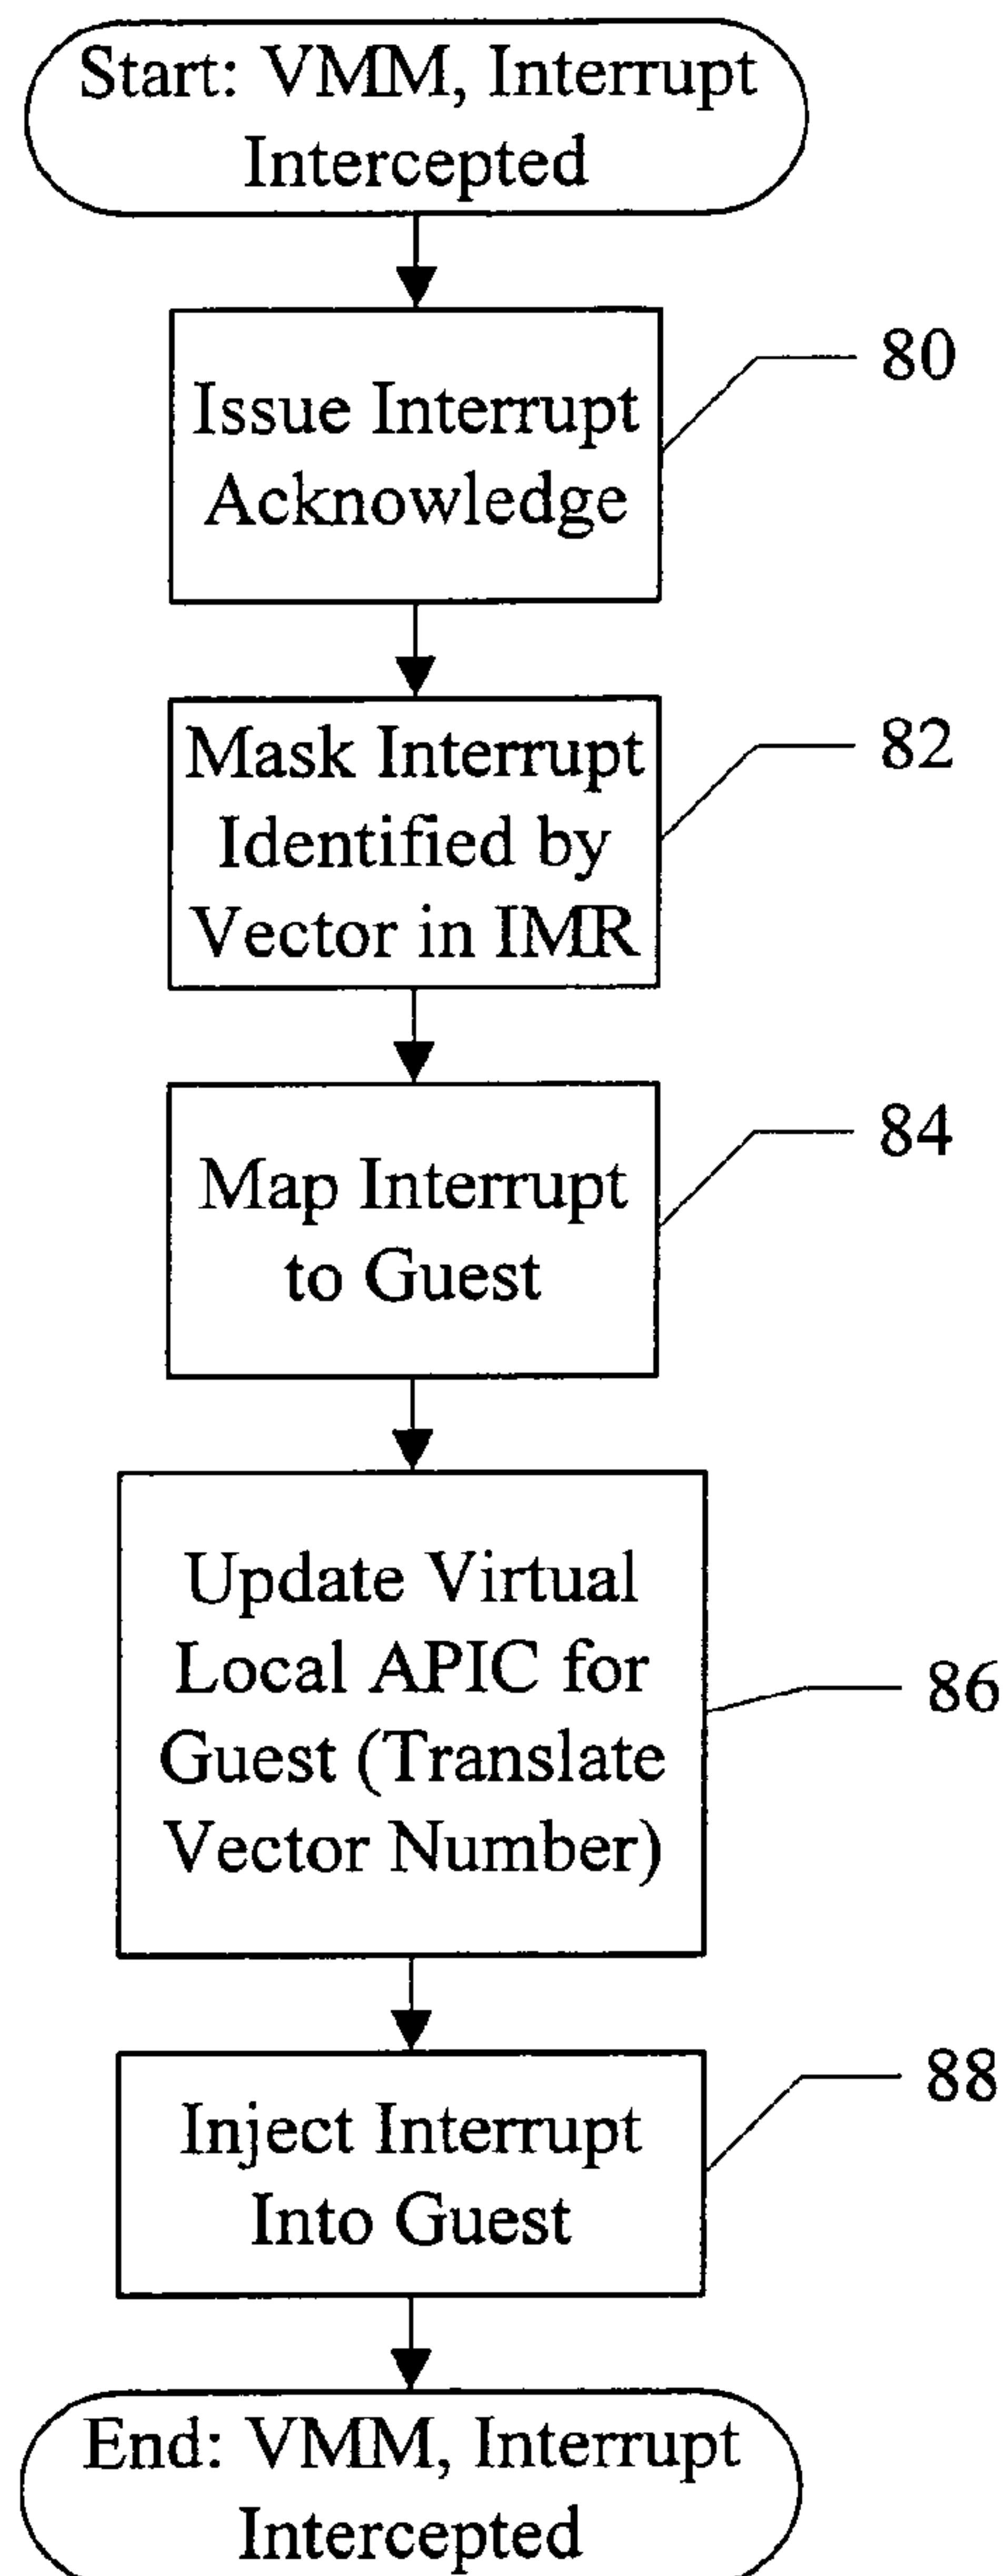 Start: VMM, Interrupt
Intercepted
80
Issue Interrupt
Acknowledge
82
Mask Interrupt
Identified by
Vector in IMR
84
Map Interrupt
to Guest
Update Virtual
Local APIC for
86
Guest (Translate
Vector Number)
88
Inject Interrupt
Into Guest
End: VMM, Interrupt
Intercepted